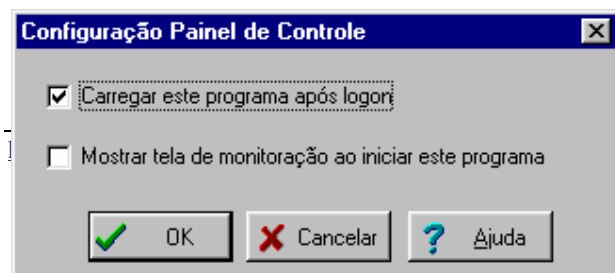 Configuração Painel de Controle
Carregar este programa após logon
Mostrar tela de monitoração ao iniciar este programa
OK
Cancelar
Ajuda